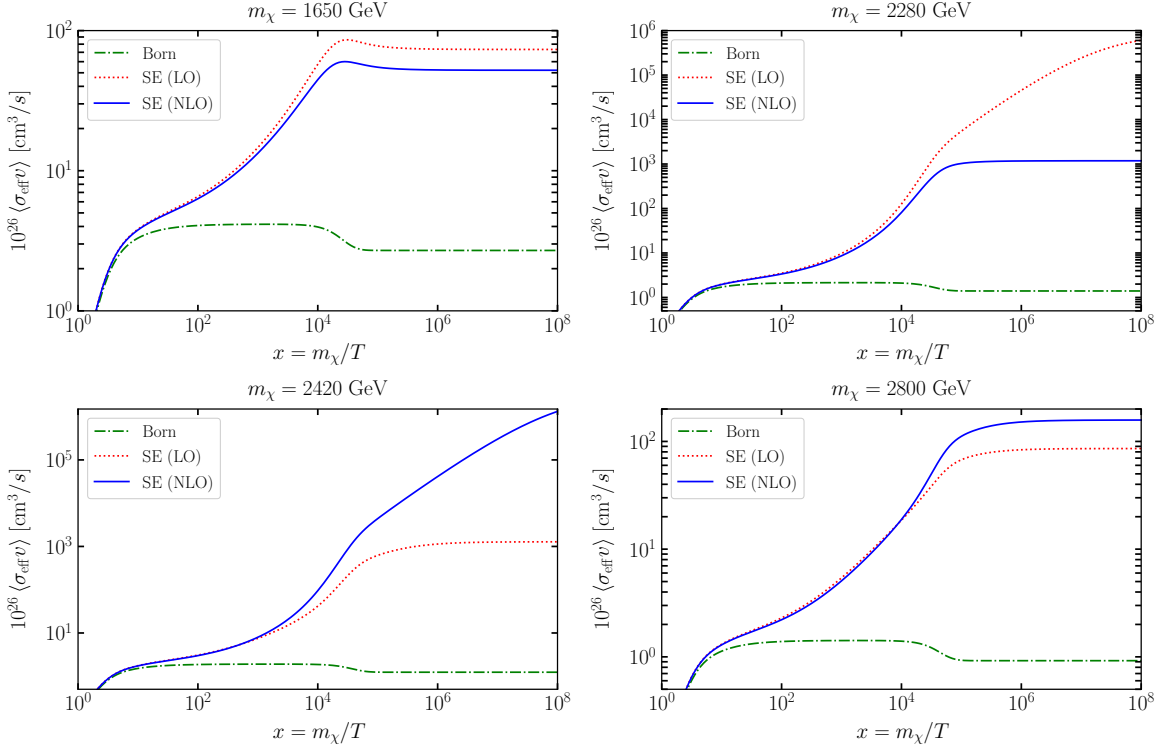 m_χ = 1650 GeV
10^2
10^1
10^0
10^26 ⟨σ_eff v⟩ [cm^3/s]
Born
SE (LO)
SE (NLO)
10^0 10^2 10^4 10^6 10^8
x = m_χ/T
m_χ = 2280 GeV
10^6
10^5
10^4
10^3
10^2
10^1
10^0
10^26 ⟨σ_eff v⟩ [cm^3/s]
Born
SE (LO)
SE (NLO)
10^0 10^2 10^4 10^6 10^8
x = m_χ/T
m_χ = 2420 GeV
10^5
10^3
10^1
10^26 ⟨σ_eff v⟩ [cm^3/s]
Born
SE (LO)
SE (NLO)
10^0 10^2 10^4 10^6 10^8
x = m_χ/T
m_χ = 2800 GeV
10^2
10^1
10^0
10^26 ⟨σ_eff v⟩ [cm^3/s]
Born
SE (LO)
SE (NLO)
10^0 10^2 10^4 10^6 10^8
x = m_χ/T